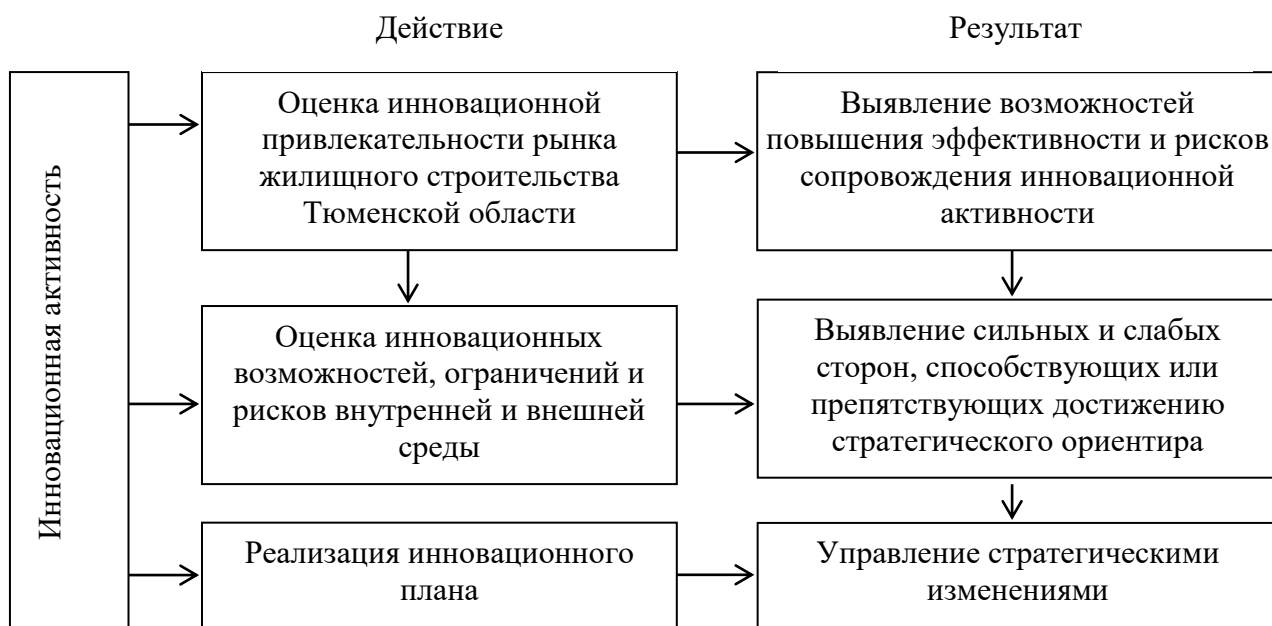 Действие
Результат
Инновационная активность
Оценка инновационной
привлекательности рынка
жилищного строительства
Тюменской области
Выявление возможностей
повышения эффективности и рисков
сопровождения инновационной
активности
Оценка инновационных
возможностей, ограничений и
рисков внутренней и внешней
среды
Выявление сильных и слабых
сторон, способствующих или
препятствующих достижению
стратегического ориентира
Реализация инновационного
плана
Управление стратегическими
изменениями